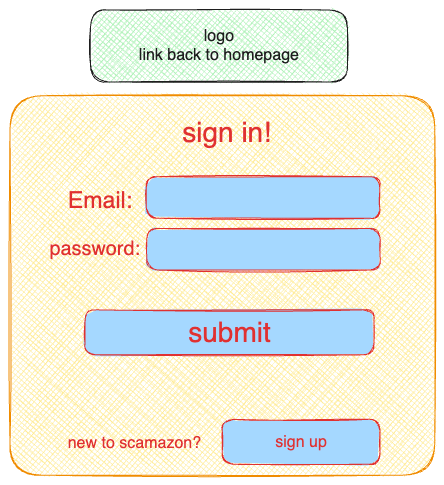 logo
link back to homepage
sign in!
Email:
password:
submit
new to scamazon?
sign up